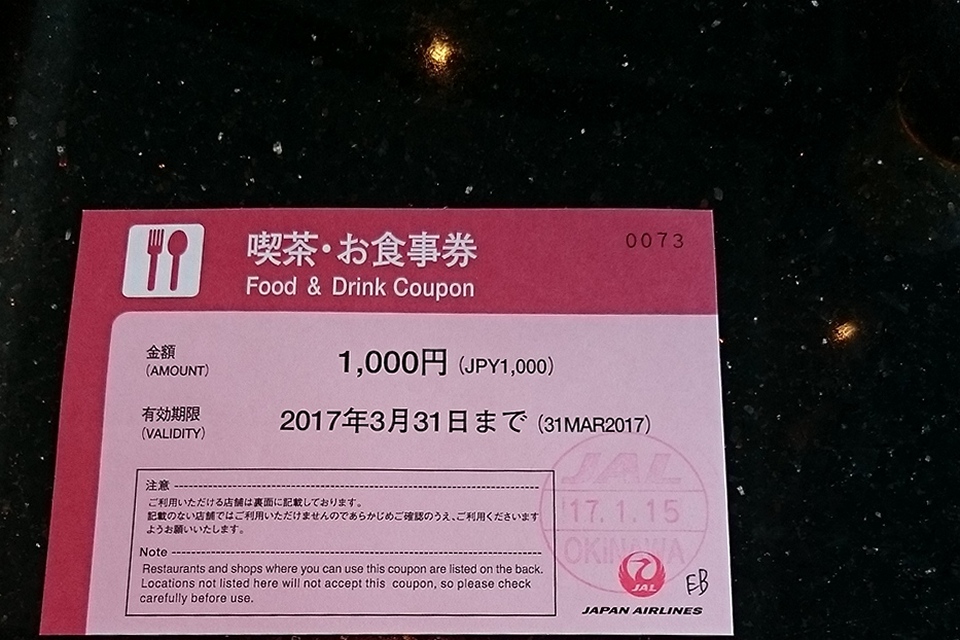 喫茶・お食事券
0073
Food & Drink Coupon
金額
(AMOUNT)
1,000円 (JPY1,000)
有効期限
(VALIDITY)
2017年3月31日まで (31MAR2017)
注意
ご利用いただける店舗は裏面に記載しております。
記載のない店舗ではご利用いただけませんのであらかじめご確認のうえ、ご利用くださいます
ようお願いいたします。
Note
Restaurants and shops where you can use this coupon are listed on the back.
Locations not listed here will not accept this coupon, so please check
carefully before use.
JAL
'17. 1. 15
OKINAWA
JAL
EB
JAPAN AIRLINES